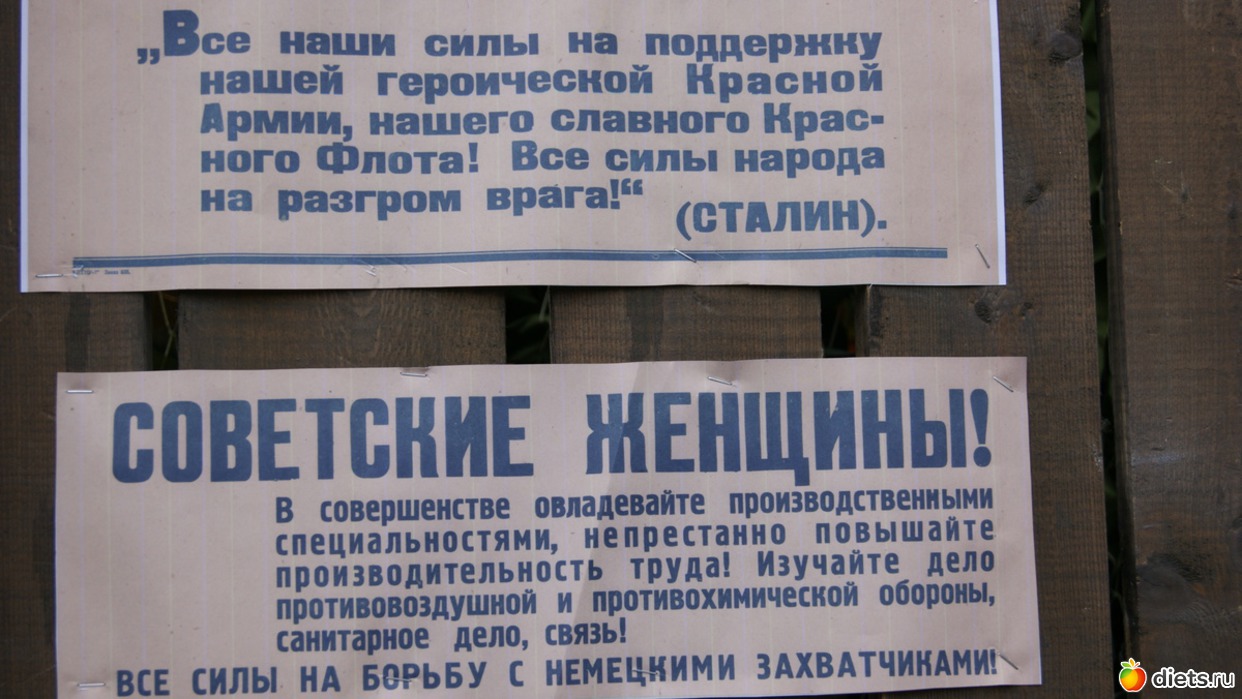 „Все наши силы на поддержку
нашей героической Красной
Армии, нашего славного Крас-
ного Флота! Все силы народа
на разгром врага!“
(СТАЛИН).
СОВЕТСКИЕ ЖЕНЩИНЫ!
В совершенстве овладевайте производственными
специальностями, непрестанно повышайте
производительность труда! Изучайте дело
противовоздушной и противохимической обороны,
санитарное дело, связь!
ВСЕ СИЛЫ НА БОРЬБУ С НЕМЕЦКИМИ ЗАХВАТЧИКАМИ!
diets.ru